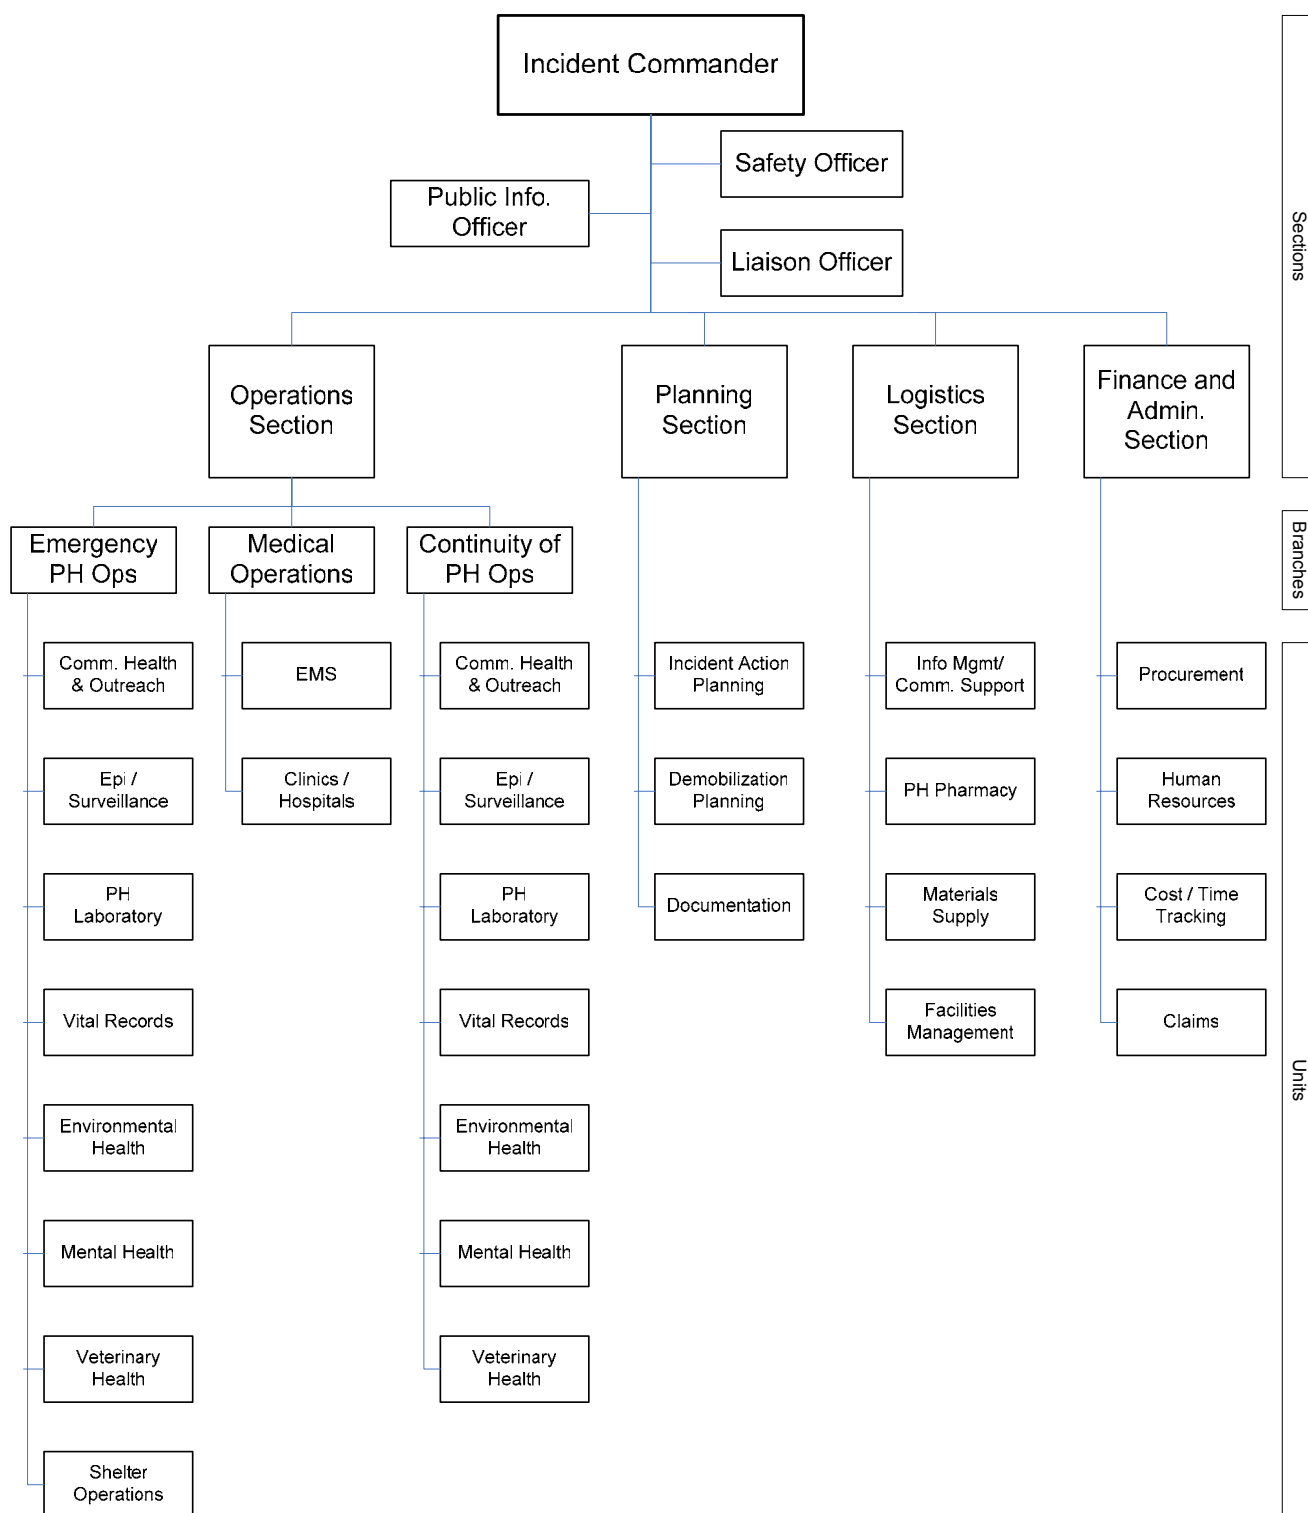 Incident Commander
Safety Officer
Public Info.
Officer
Liaison Officer
Sections
Operations
Section
Planning
Section
Logistics
Section
Finance and
Admin.
Section
Emergency
PH Ops
Medical
Operations
Continuity of
PH Ops
Branches
Comm. Health
& Outreach
EMS
Comm. Health
& Outreach
Incident Action
Planning
Info Mgmt/
Comm. Support
Procurement
Epi /
Surveillance
Clinics /
Hospitals
Epi /
Surveillance
Demobilization
Planning
PH Pharmacy
Human
Resources
PH
Laboratory
PH
Laboratory
Documentation
Materials
Supply
Cost / Time
Tracking
Vital Records
Vital Records
Facilities
Management
Claims
Units
Environmental
Health
Environmental
Health
Mental Health
Mental Health
Veterinary
Health
Veterinary
Health
Shelter
Operations